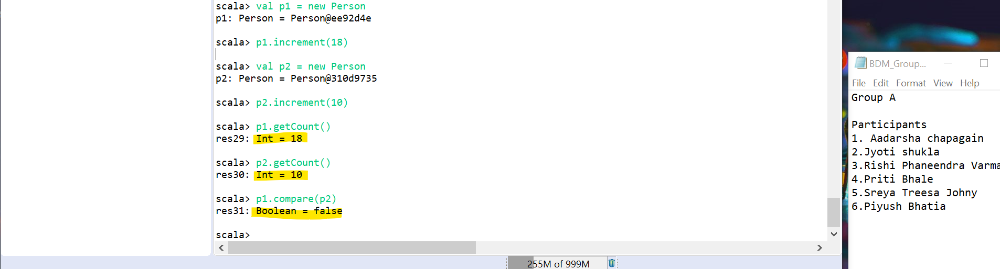 scala> val p1 = new Person
p1: Person = Person@ee92d4e
scala> p1.increment(18)
scala> val p2 = new Person
p2: Person = Person@310d9735
scala> p2.increment(10)
scala> p1.getCount()
res29: Int = 18
scala> p2.getCount()
res30: Int = 10
scala> p1.compare(p2)
res31: Boolean = false
scala>
255M of 999M
BDM_Group...
File Edit Format View Help
Group A
Participants
1. Aadarsha chapagain
2.Jyoti shukla
3.Rishi Phaneendra Varma
4.Priti Bhale
5.Sreya Treesa Johny
6.Piyush Bhatia